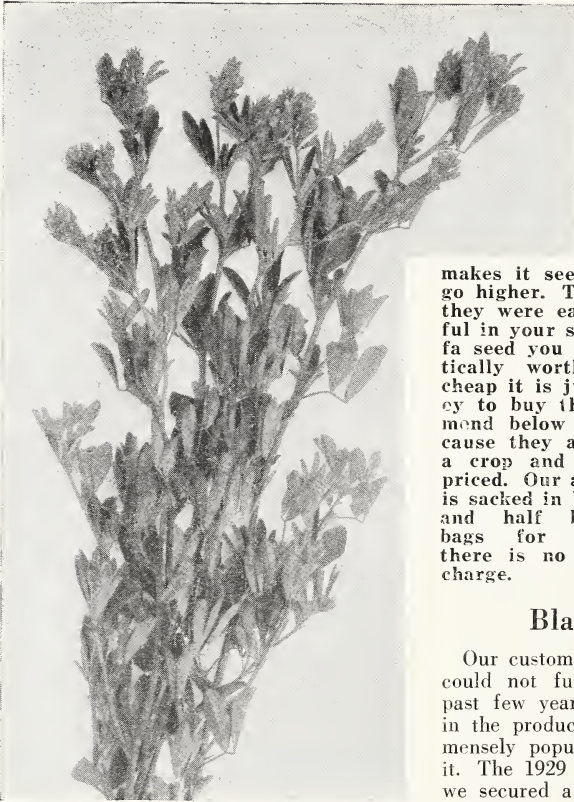 makes it see
go higher. T
they were ea
ful in your s
fa seed you
tically wortl
cheap it is j
ey to buy th
mend below
cause they a
a crop and
priced. Our a
is sacked in
and half b
bags for
there is no
charge.
Bla
Our custom
could not fu
past few year
in the produc
mensely popu
it. The 1929
we secured a